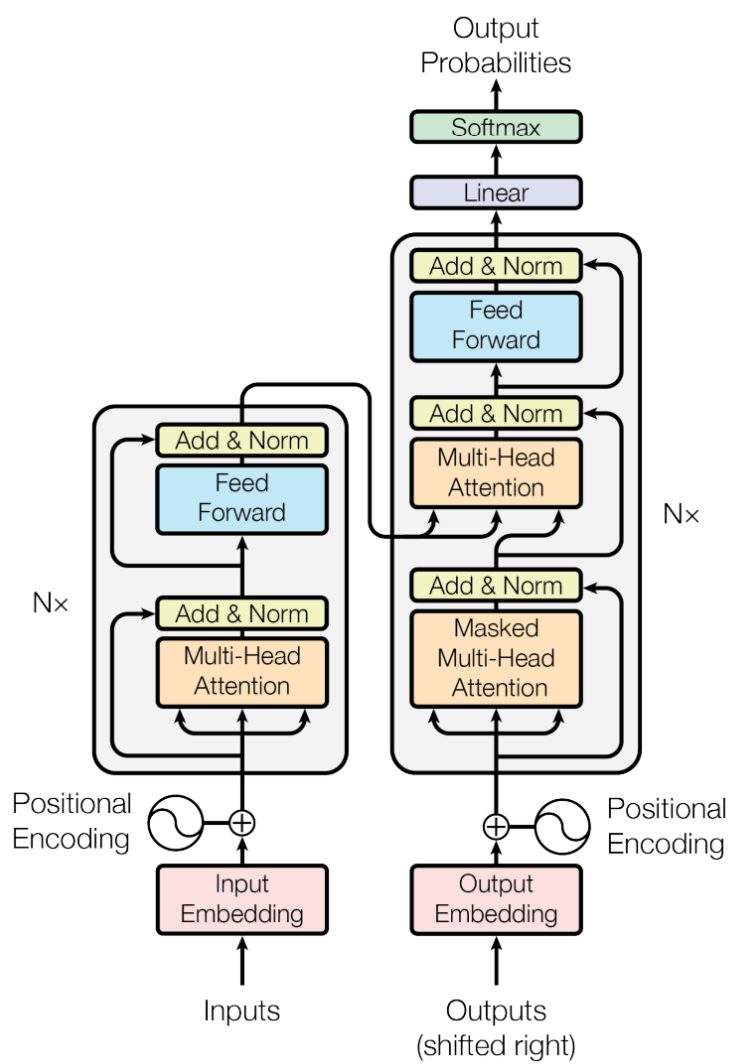 Output
Probabilities
Softmax
Linear
Add & Norm
Feed
Forward
Add & Norm
Multi-Head
Attention
Add & Norm
Masked
Multi-Head
Attention
Nx
Add & Norm
Feed
Forward
Add & Norm
Multi-Head
Attention
Nx
Positional
Encoding
Positional
Encoding
Input
Embedding
Output
Embedding
Inputs
Outputs
(shifted right)